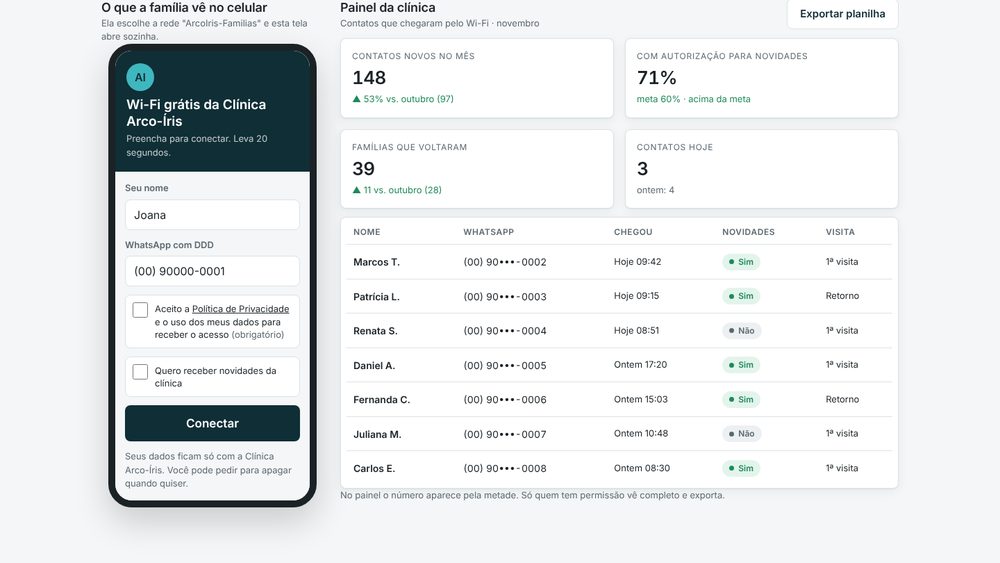 O que a família vê no celular
Ela escolhe a rede "ArcoIris-Familias" e esta tela
abre sozinha.
AI
Wi-Fi grátis da Clínica
Arco-Íris
Preencha para conectar. Leva 20
segundos.
Seu nome
Joana
WhatsApp com DDD
(00) 90000-0001
Aceito a Política de Privacidade
e o uso dos meus dados para
receber o acesso (obrigatório)
Quero receber novidades da
clínica
Conectar
Seus dados ficam só com a Clínica
Arco-Íris. Você pode pedir para apagar
quando quiser.
Painel da clínica
Contatos que chegaram pelo Wi-Fi · novembro
Exportar planilha
CONTATOS NOVOS NO MÊS
148
▲ 53% vs. outubro (97)
COM AUTORIZAÇÃO PARA NOVIDADES
71%
meta 60% · acima da meta
FAMÍLIAS QUE VOLTARAM
39
▲ 11 vs. outubro (28)
CONTATOS HOJE
3
ontem: 4
NOME WHATSAPP CHEGOU NOVIDADES VISITA
Marcos T. (00) 90•••-0002 Hoje 09:42 Sim 1ª visita
Patrícia L. (00) 90•••-0003 Hoje 09:15 Sim Retorno
Renata S. (00) 90•••-0004 Hoje 08:51 Não 1ª visita
Daniel A. (00) 90•••-0005 Ontem 17:20 Sim 1ª visita
Fernanda C. (00) 90•••-0006 Ontem 15:03 Sim Retorno
Juliana M. (00) 90•••-0007 Ontem 10:48 Não 1ª visita
Carlos E. (00) 90•••-0008 Ontem 08:30 Sim 1ª visita
No painel o número aparece pela metade. Só quem tem permissão vê completo e exporta.